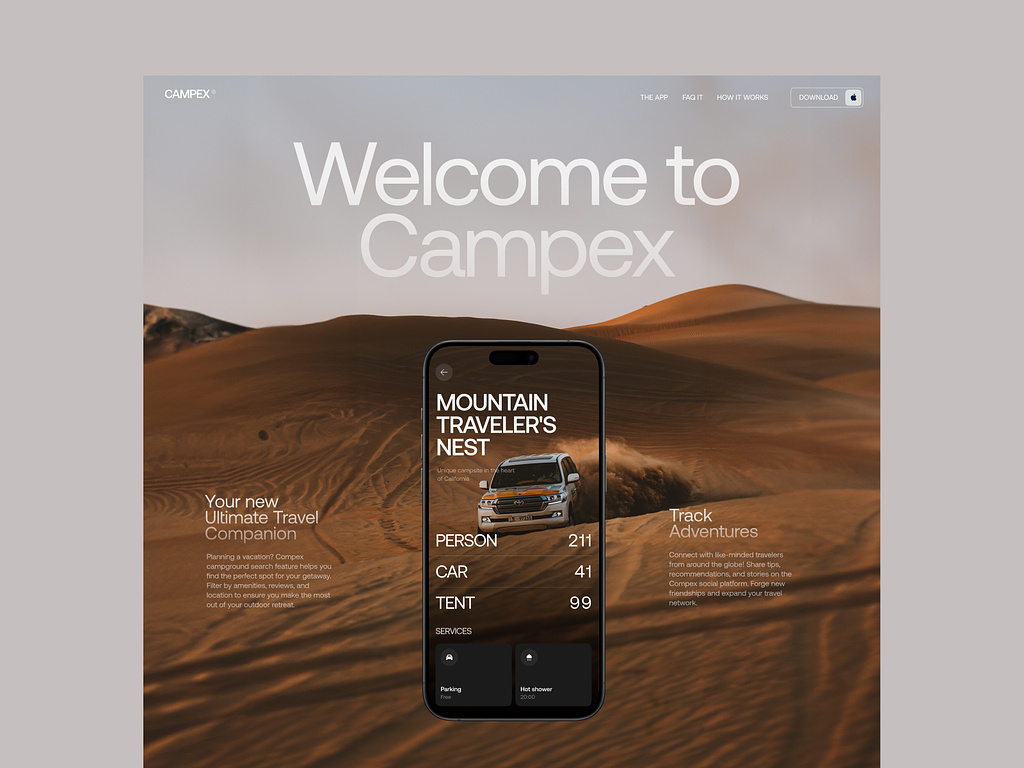 CAMPEX
THE APP
FAQ IT
HOW IT WORKS
DOWNLOAD
Welcome to
Campex
MOUNTAIN
TRAVELER'S
NEST
Unique campsite in the heart
of California
PERSON 211
CAR 41
TENT 99
SERVICES
Parking
Free
Hot shower
20:00
Your new
Ultimate Travel
Companion
Planning a vacation? Compex
campground search feature helps you
find the perfect spot for your getaway.
Filter by amenities, reviews, and
location to ensure you make the most
out of your outdoor retreat.
Track
Adventures
Connect with like-minded travelers
from around the globe! Share tips,
recommendations, and stories on the
Compex social platform. Forge new
friendships and expand your travel
network.